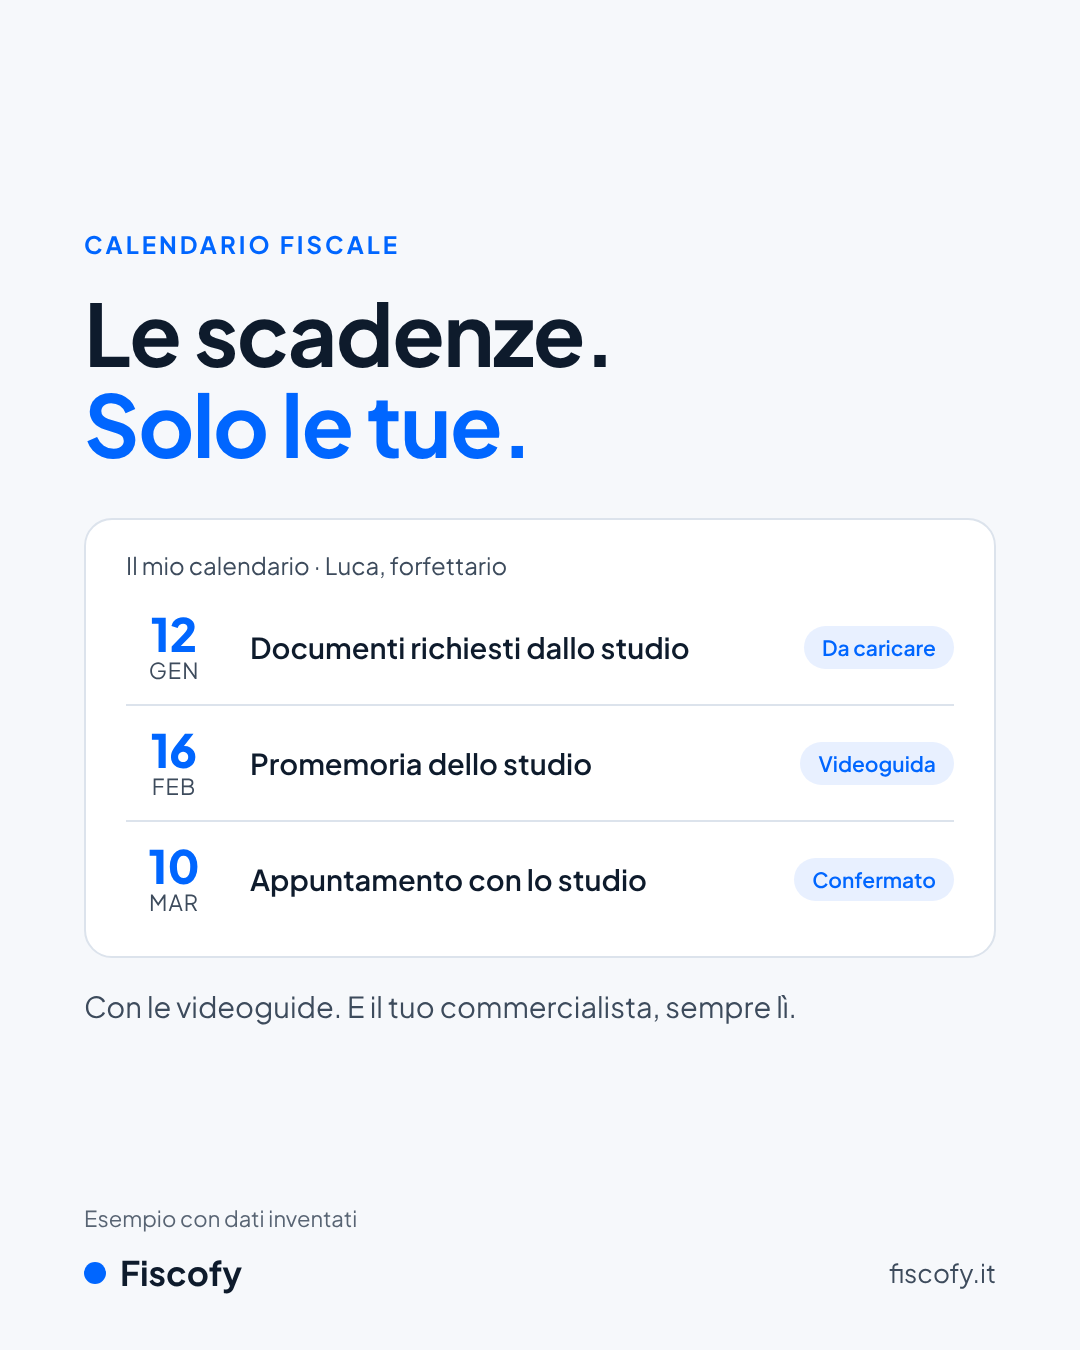 CALENDARIO FISCALE
Le scadenze.
Solo le tue.
Il mio calendario · Luca, forfettario
12
GEN
Documenti richiesti dallo studio
Da caricare
16
FEB
Promemoria dello studio
Videoguida
10
MAR
Appuntamento con lo studio
Confermato
Con le videoguide. E il tuo commercialista, sempre lì.
Esempio con dati inventati
Fiscofy
fiscofy.it